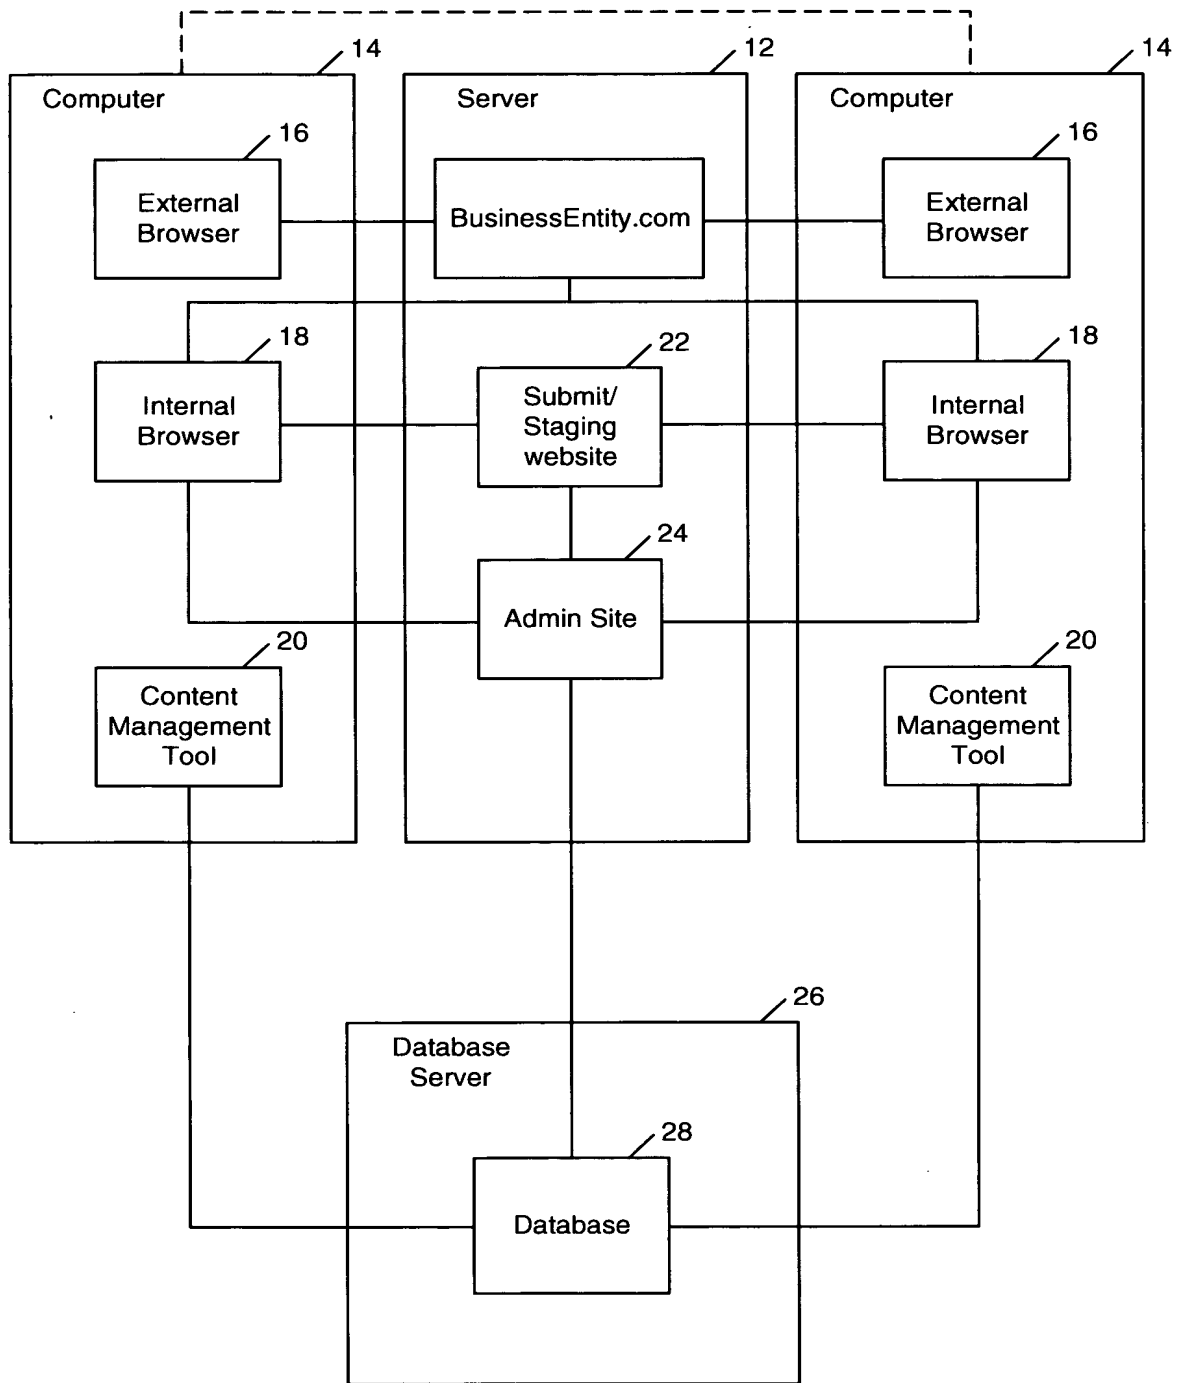 14
12
14
Computer
Server
Computer
16
16
External
Browser
BusinessEntity.com
External
Browser
18
22
18
Internal
Browser
Submit/
Staging
website
Internal
Browser
24
Admin Site
20
20
Content
Management
Tool
Content
Management
Tool
26
Database
Server
28
Database